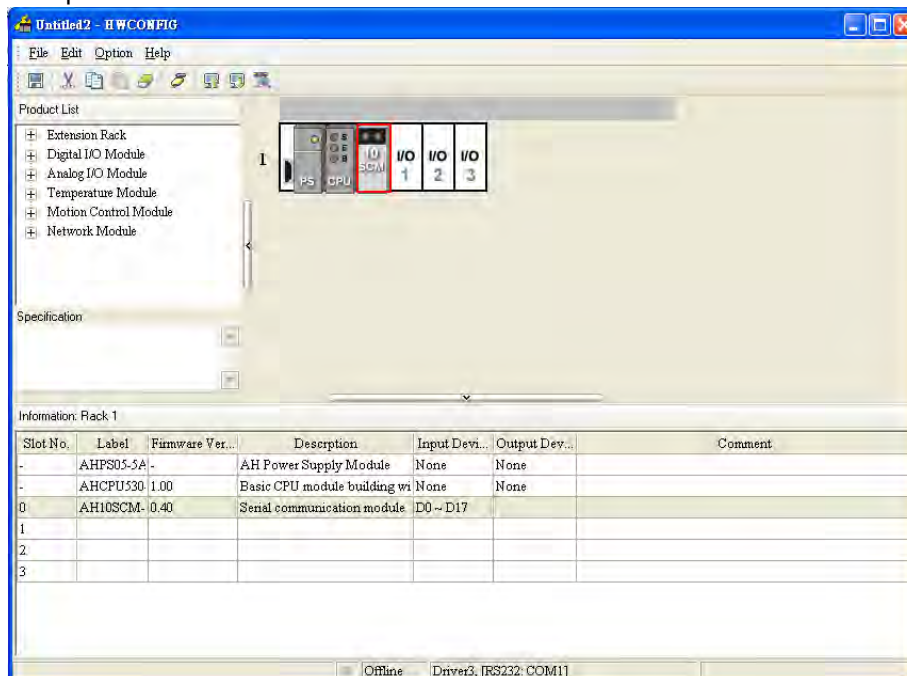 Untitled2 - HWCONFIG
File Edit Option Help
Product List
Extension Rack
Digital I/O Module
Analog I/O Module
Temperature Module
Motion Control Module
Network Module
Specification
1
PS CPU 10 SCM I/O 1 I/O 2 I/O 3
Information: Rack 1
Slot No. Label Firmware Ver... Descrption Input Devi... Output Dev... Comment
- AHPS05-5A - AH Power Supply Module None None
- AHCPU530- 1.00 Basic CPU module building wi None None
0 AH10SCM- 0.40 Serial communication module D0 ~ D17
1
2
3
Offline Driver3, [RS232: COM1]